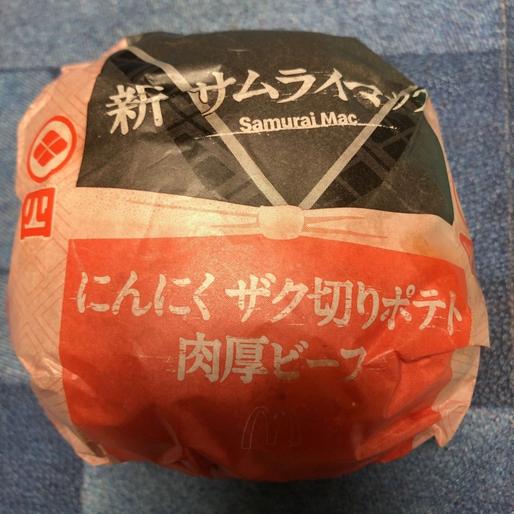 新 サムライマック
Samurai Mac
四
にんにく ザク切りポテト
肉厚ビーフ